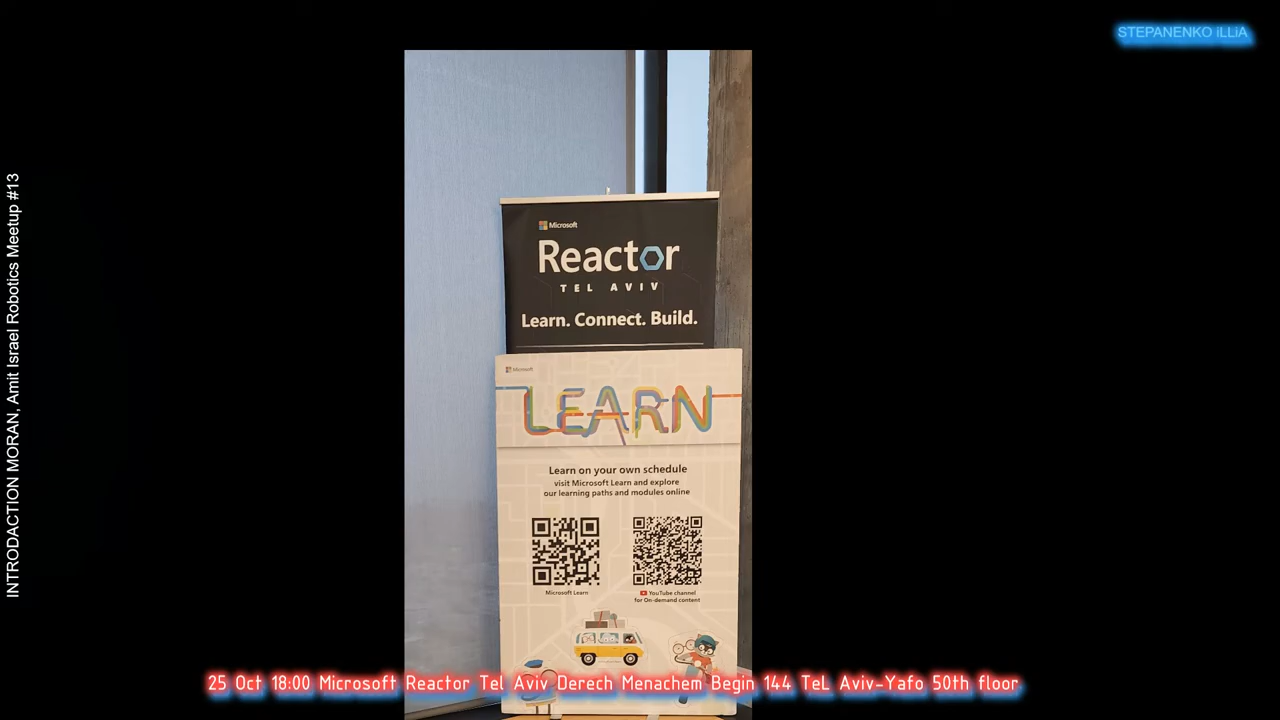 STEPANENKO iLLiA
INTRODACTION MORAN, Amit Israel Robotics Meetup #13
Microsoft
Reactor
TEL AVIV
Learn. Connect. Build.
Microsoft
LEARN
Learn on your own schedule
visit Microsoft Learn and explore
our learning paths and modules online
Microsoft Learn
YouTube channel
for On-demand content
25 Oct 18:00 Microsoft Reactor Tel Aviv Derech Menachem Begin 144 TeL Aviv-Yafo 50th floor